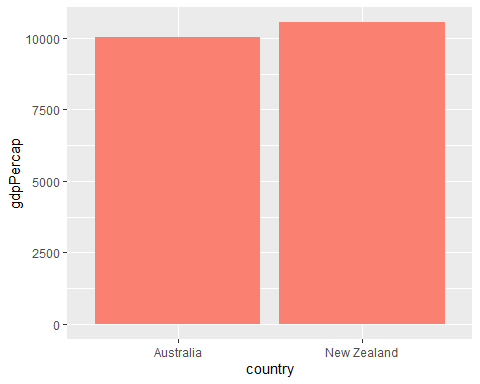 10000
7500
5000
2500
0
gdpPercap
Australia
New Zealand
country